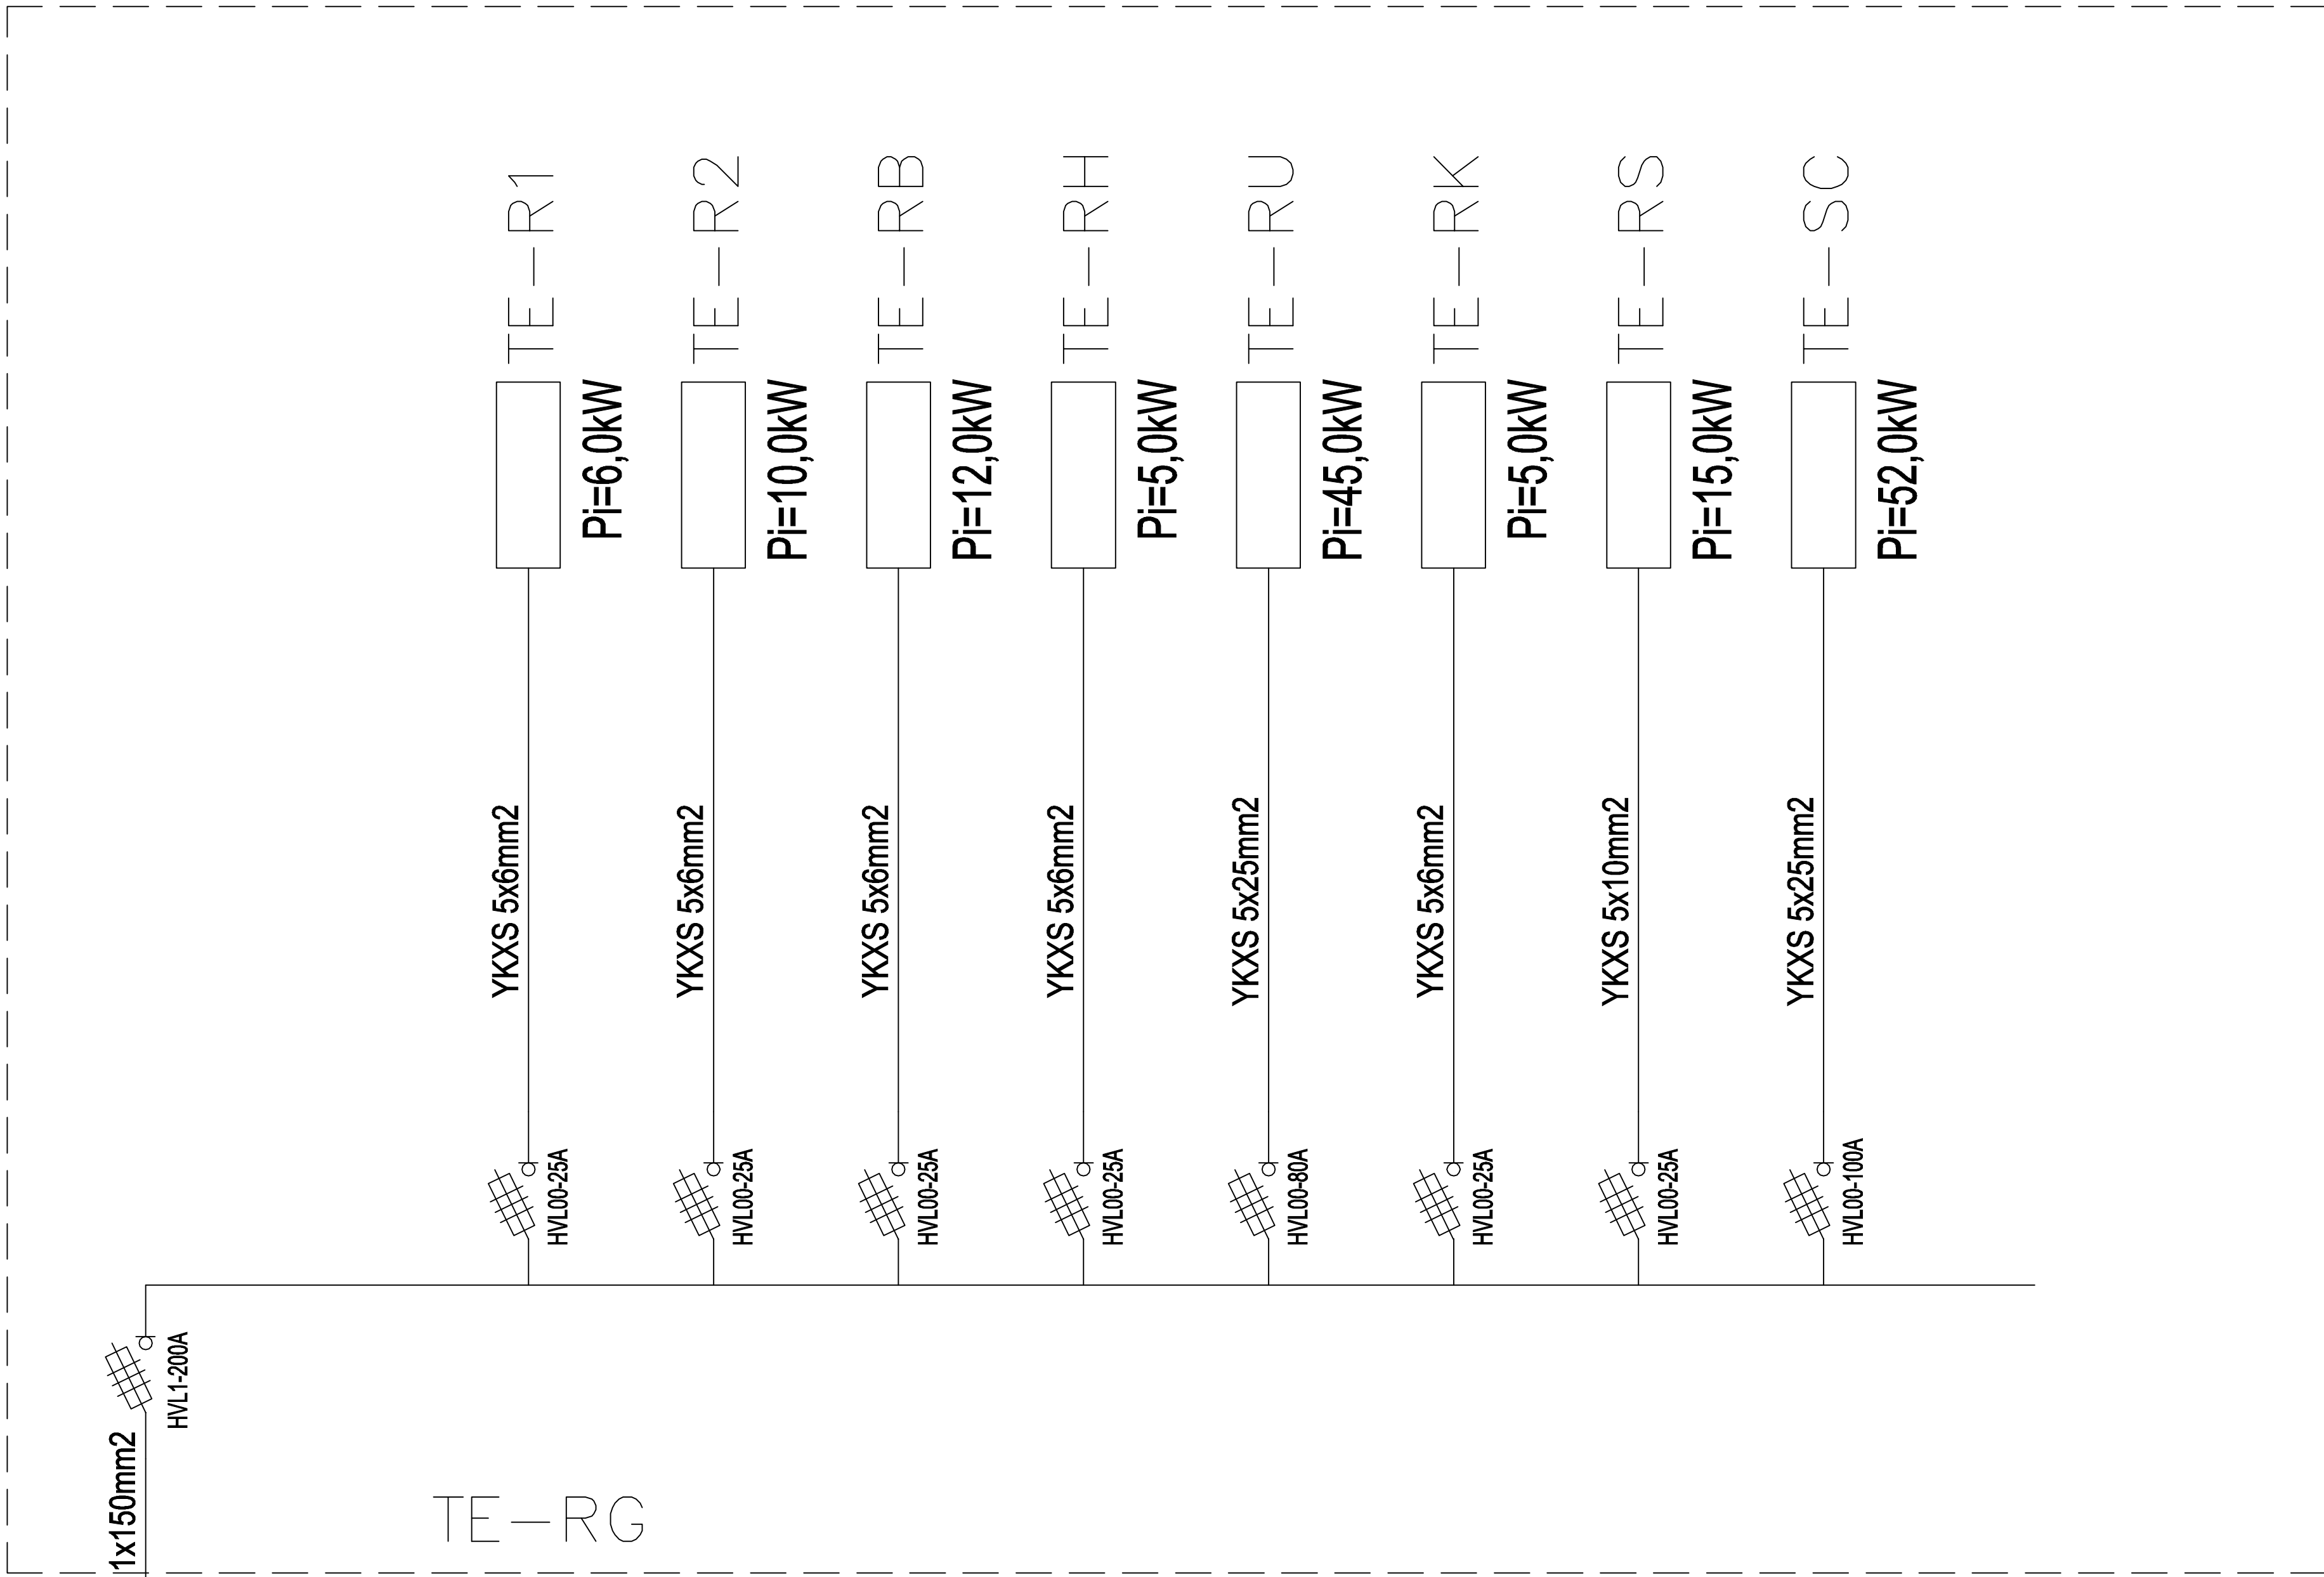 TE-R1
Pi=6,0kW
YKXS 5x6mm2
HVL00-25A
TE-R2
Pi=10,0kW
YKXS 5x6mm2
HVL00-25A
TE-RB
Pi=12,0kW
YKXS 5x6mm2
HVL00-25A
TE-RH
Pi=5,0kW
YKXS 5x6mm2
HVL00-25A
TE-RU
Pi=45,0kW
YKXS 5x25mm2
HVL00-80A
TE-RK
Pi=5,0kW
YKXS 5x6mm2
HVL00-25A
TE-RS
Pi=15,0kW
YKXS 5x10mm2
HVL00-25A
TE-SC
Pi=52,0kW
YKXS 5x25mm2
HVL00-100A
HVL1-200A
1x150mm2
TE-RG